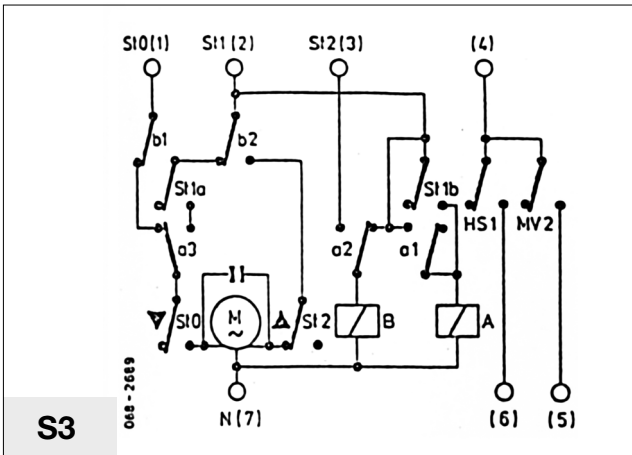 St0(1) St1(2) St2(3) (4)
b1 b2
St1a St1b
HS1 MV2
a3 a2 a1
St0 M ~ St2 B A
N(7) (6) (5)
068-2689
S3